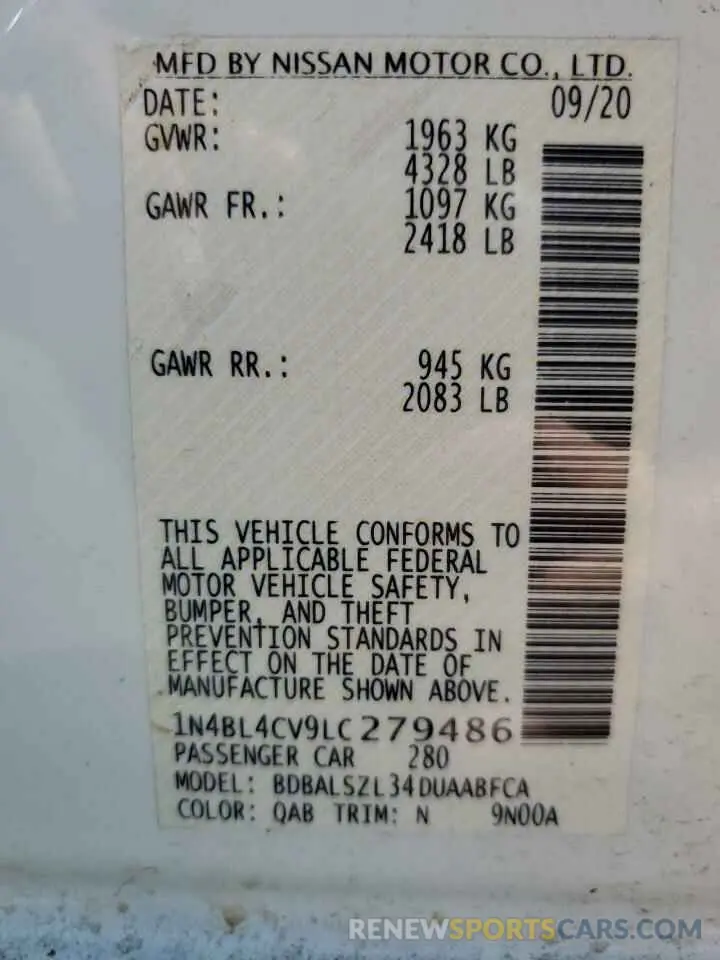 MFD BY NISSAN MOTOR CO., LTD.
DATE: 09/20
GVWR: 1963 KG
4328 LB
GAWR FR.: 1097 KG
2418 LB
GAWR RR.: 945 KG
2083 LB
THIS VEHICLE CONFORMS TO
ALL APPLICABLE FEDERAL
MOTOR VEHICLE SAFETY,
BUMPER, AND THEFT
PREVENTION STANDARDS IN
EFFECT ON THE DATE OF
MANUFACTURE SHOWN ABOVE.
1N4BL4CV9LC279486
PASSENGER CAR 280
MODEL: BDBALSZL34DUAABFCA
COLOR: QAB TRIM: N 9N00A
RENEWSPORTSCARS.COM